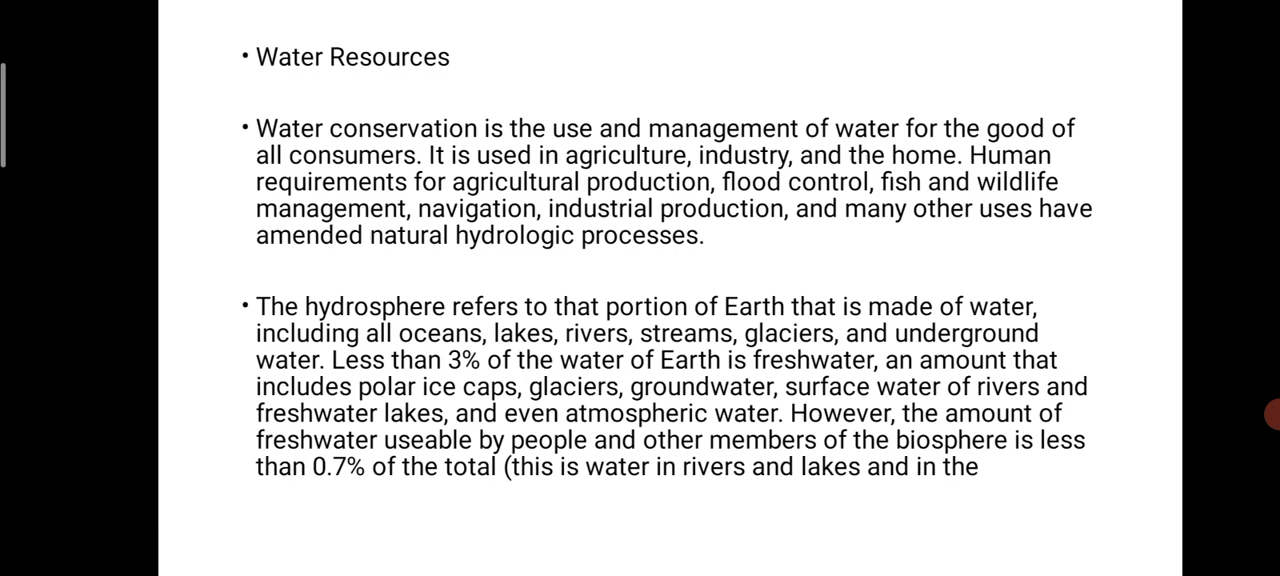 • Water Resources
• Water conservation is the use and management of water for the good of
all consumers. It is used in agriculture, industry, and the home. Human
requirements for agricultural production, flood control, fish and wildlife
management, navigation, industrial production, and many other uses have
amended natural hydrologic processes.
• The hydrosphere refers to that portion of Earth that is made of water,
including all oceans, lakes, rivers, streams, glaciers, and underground
water. Less than 3% of the water of Earth is freshwater, an amount that
includes polar ice caps, glaciers, groundwater, surface water of rivers and
freshwater lakes, and even atmospheric water. However, the amount of
freshwater useable by people and other members of the biosphere is less
than 0.7% of the total (this is water in rivers and lakes and in the